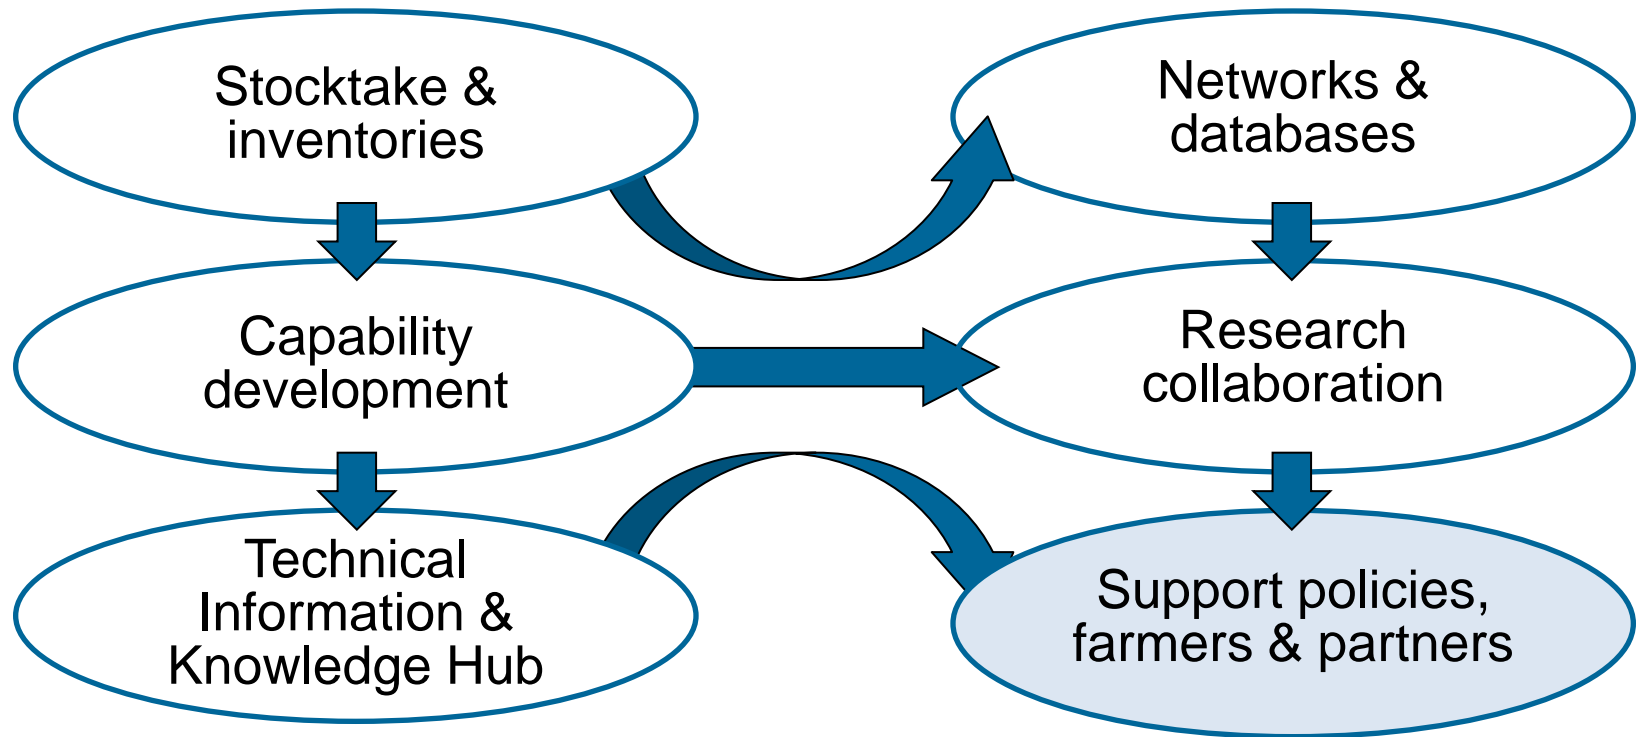 Stocktake &
inventories
Networks &
databases
Capability
development
Research
collaboration
Technical
Information &
Knowledge Hub
Support policies,
farmers & partners